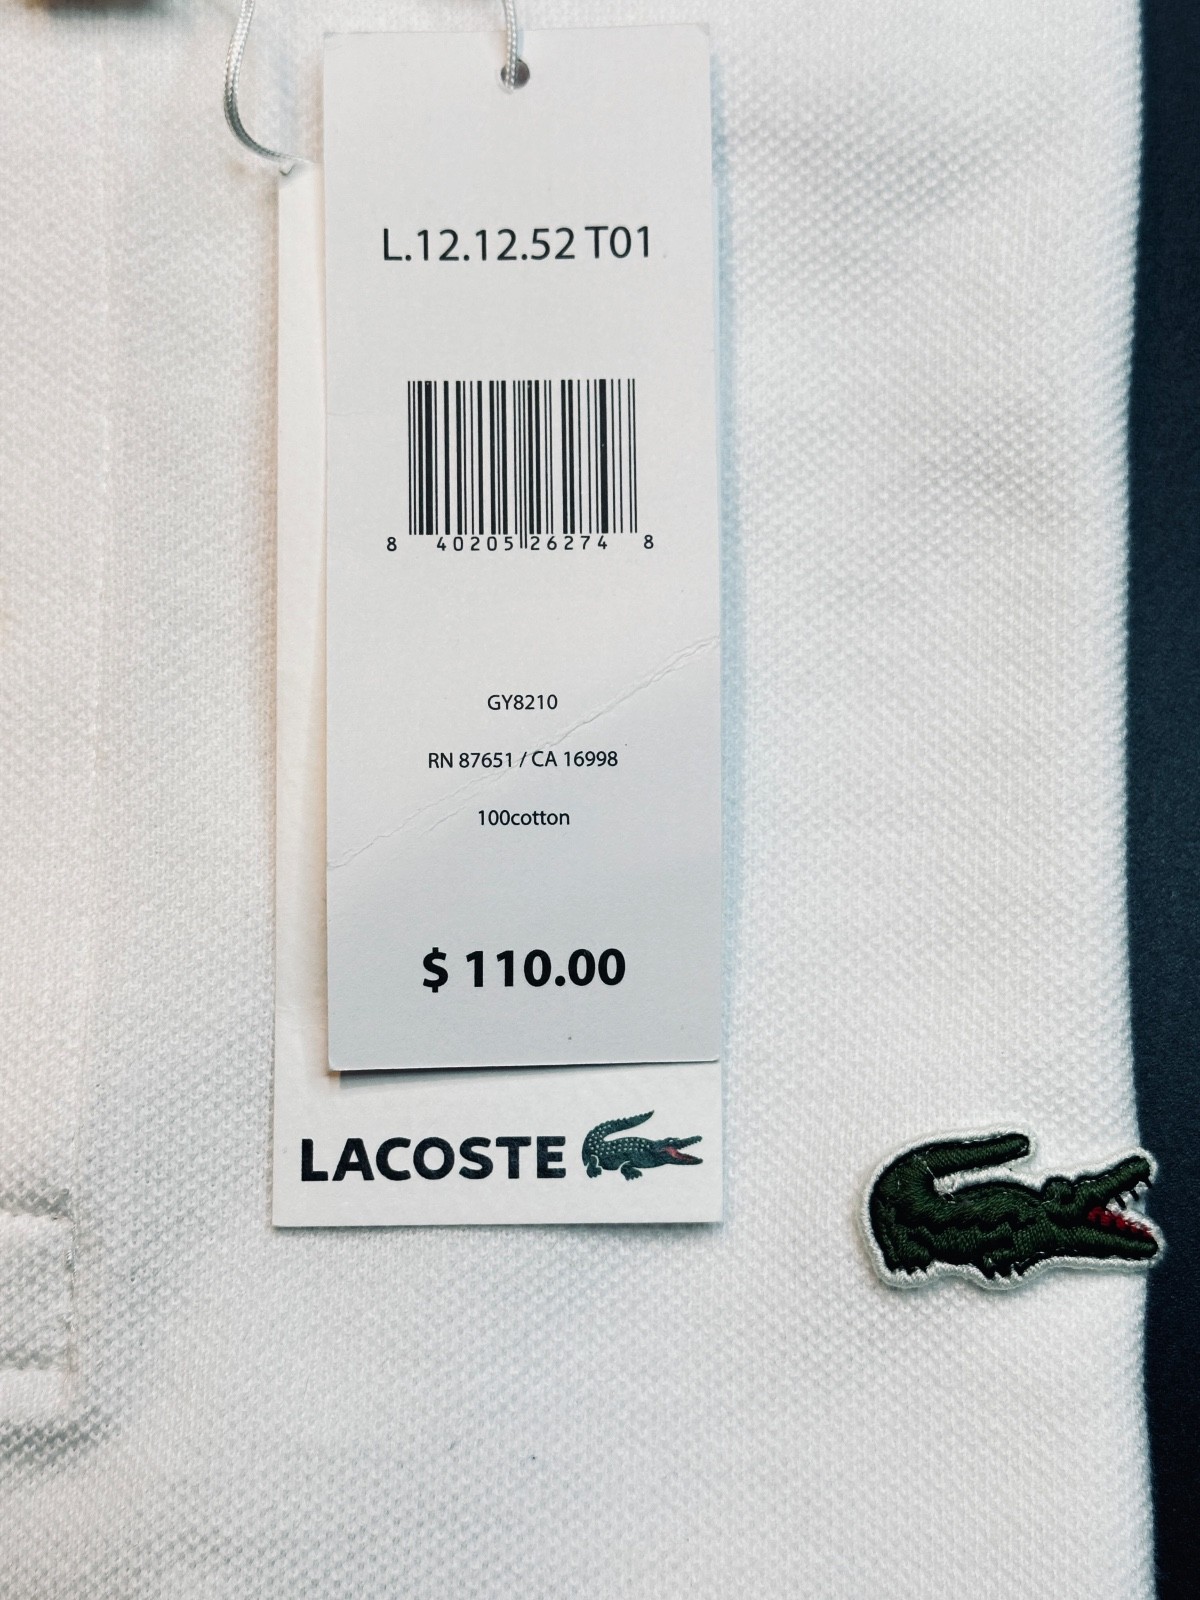 L.12.12.52 T01
8 40205 26274 8
GY8210
RN 87651 / CA 16998
100cotton
$ 110.00
LACOSTE